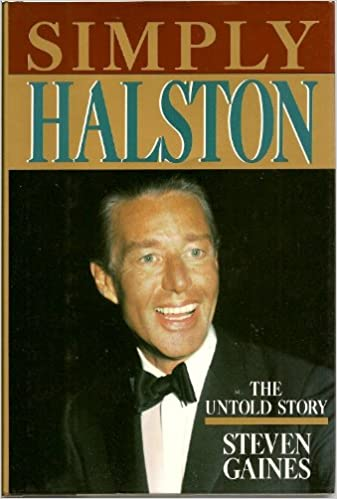 SIMPLY
HALSTON
THE
UNTOLD STORY
STEVEN
GAINES